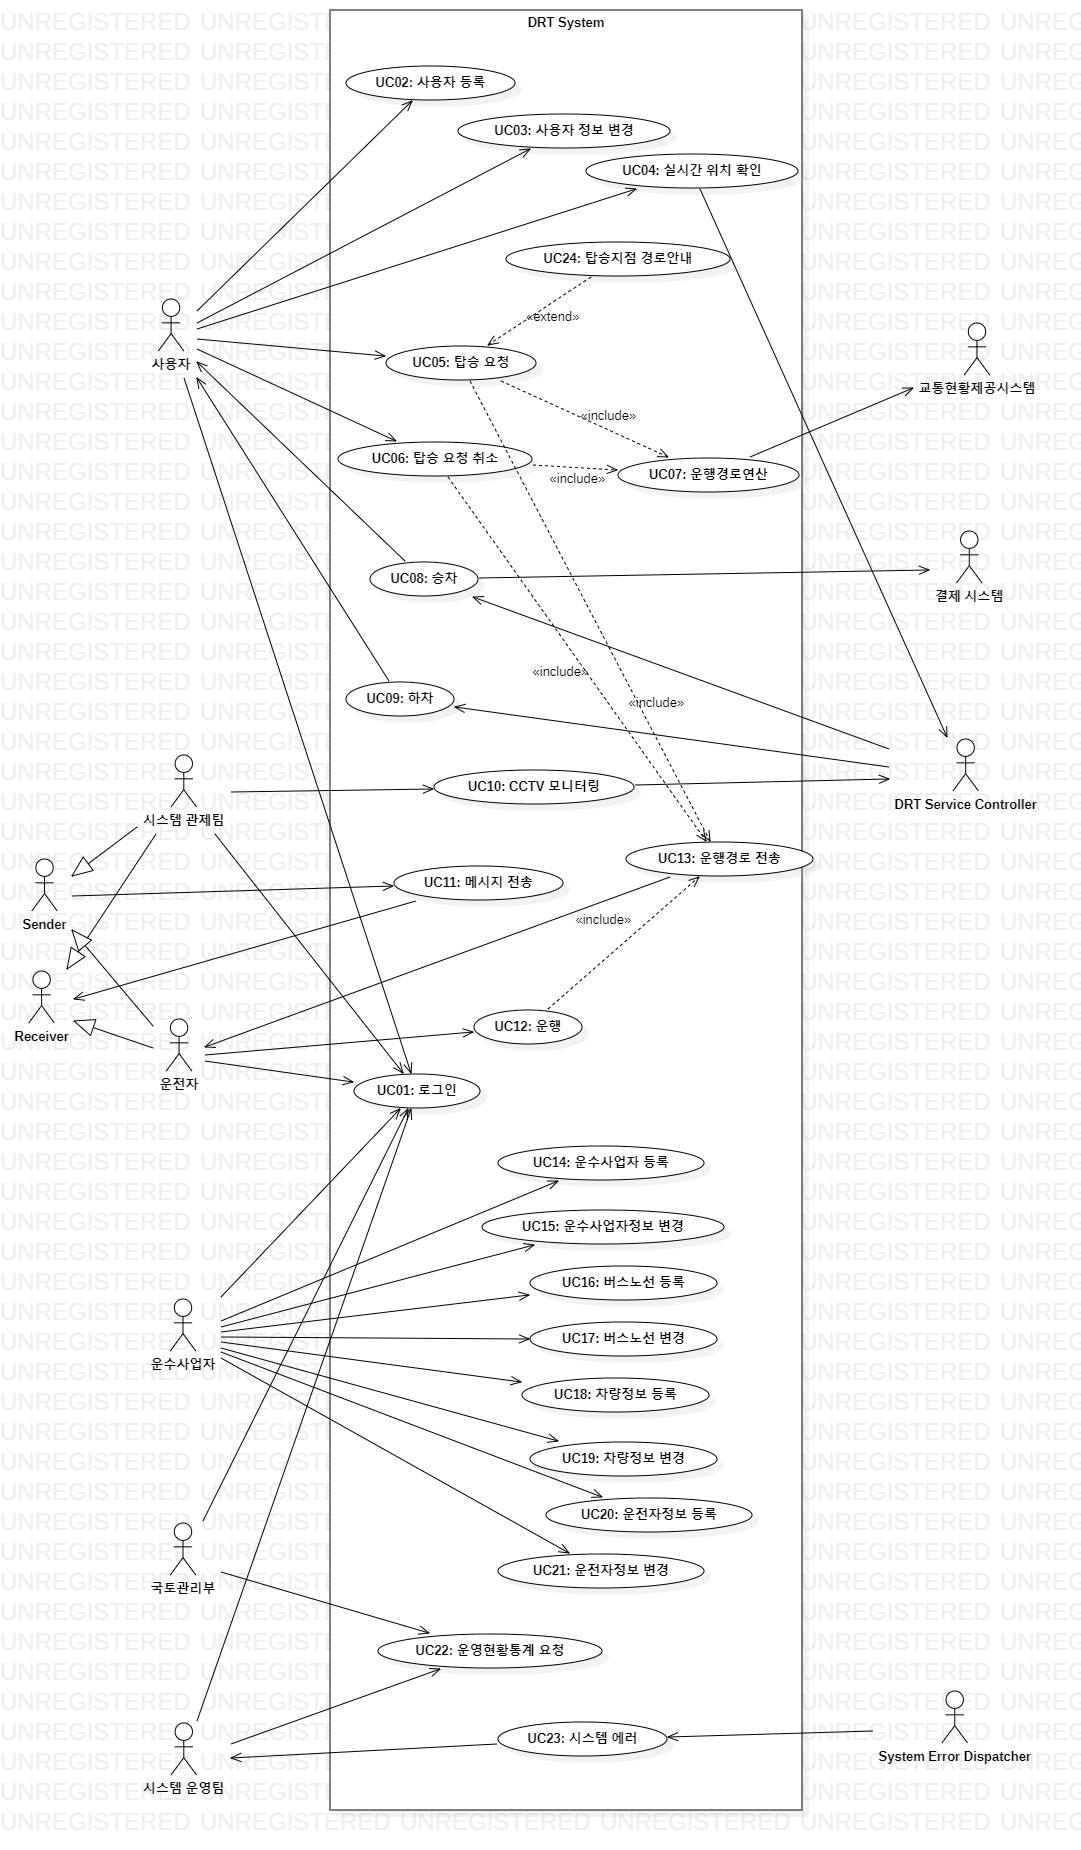 DRT System
UC02: 사용자 등록
UC03: 사용자 정보 변경
UC04: 실시간 위치 확인
UC24: 탑승지점 경로안내
«extend»
사용자
UC05: 탑승 요청
교통현황제공시스템
«include»
UC06: 탑승 요청 취소
UC07: 운행경로연산
«include»
UC08: 승차
결제 시스템
«include»
UC09: 하차
«include»
UC10: CCTV 모니터링
DRT Service Controller
시스템 관제팀
UC13: 운행경로 전송
UC11: 메시지 전송
Sender
«include»
UC12: 운행
Receiver
운전자
UC01: 로그인
UC14: 운수사업자 등록
UC15: 운수사업자정보 변경
UC16: 버스노선 등록
UC17: 버스노선 변경
운수사업자
UC18: 차량정보 등록
UC19: 차량정보 변경
UC20: 운전자정보 등록
UC21: 운전자정보 변경
국토관리부
UC22: 운영현황통계 요청
UC23: 시스템 에러
System Error Dispatcher
시스템 운영팀
UNREGISTERED